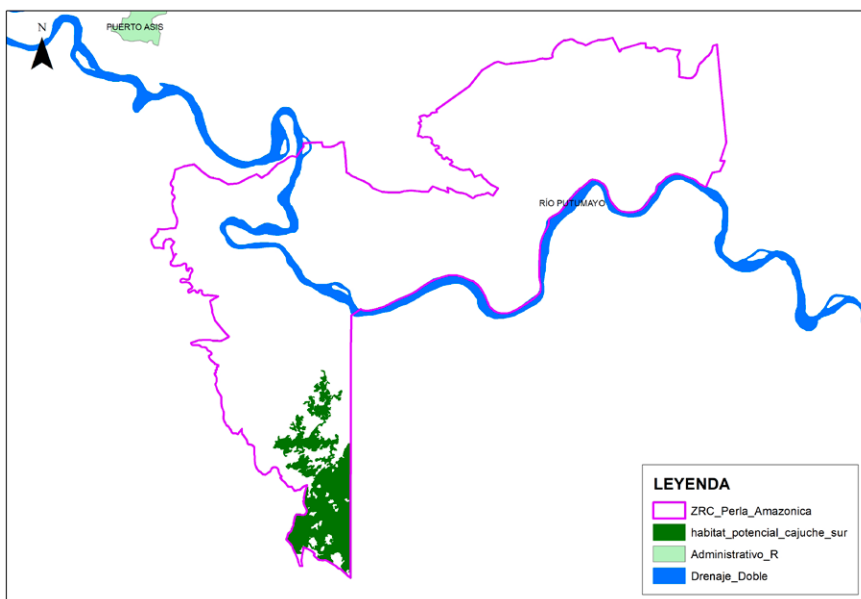 PUERTO ASIS
N
RÍO PUTUMAYO
LEYENDA
ZRC_Perla_Amazonica
habitat_potencial_cajuche_sur
Administrativo_R
Drenaje_Doble